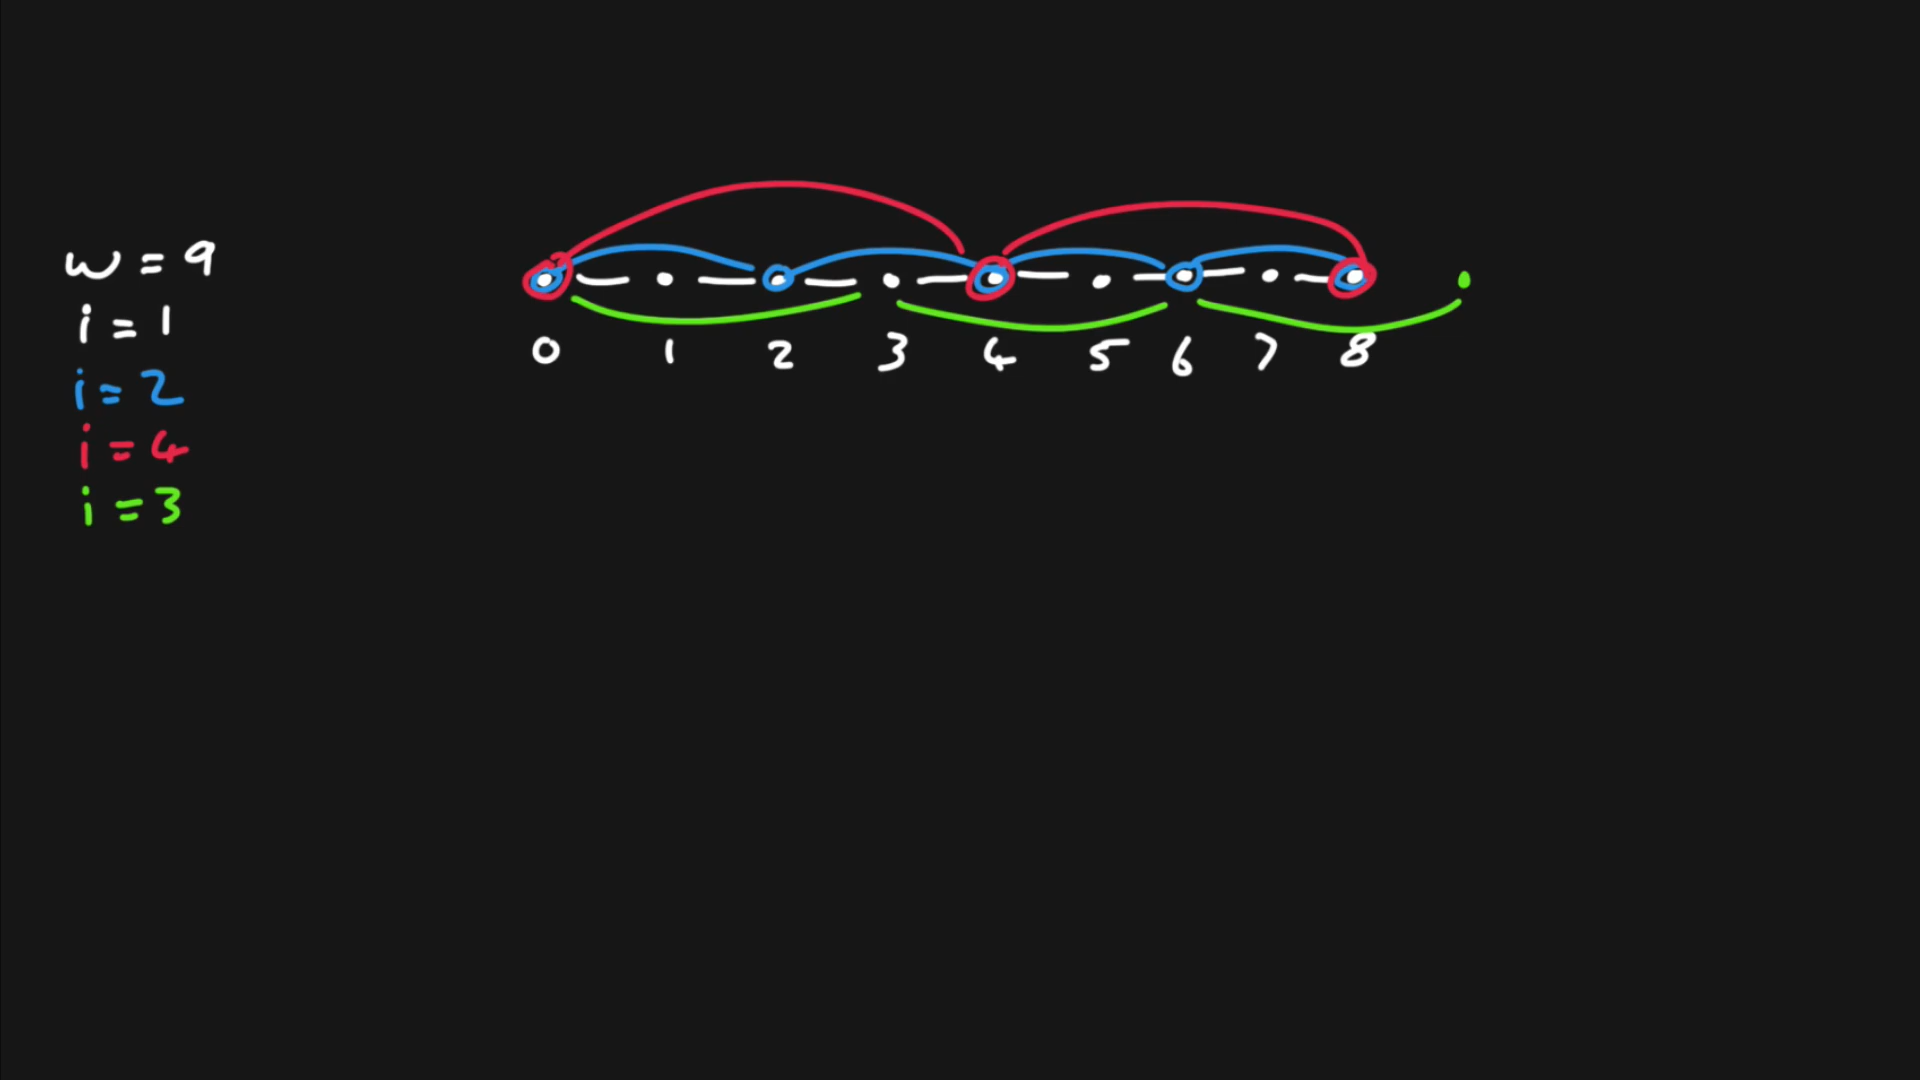 w = 9
i = 1
i = 2
i = 4
i = 3
0 1 2 3 4 5 6 7 8